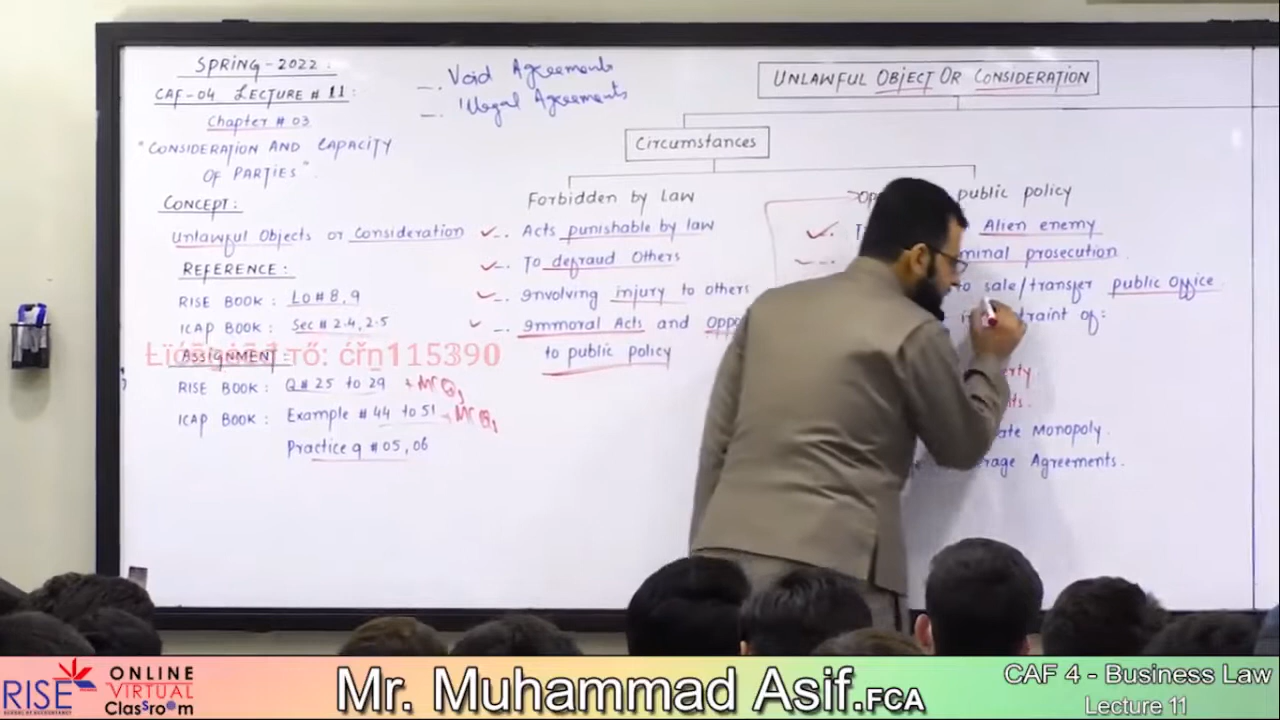 SPRING-2022:
CAF-04 LECTURE # 11:
Chapter # 03
"CONSIDERATION AND CAPACITY
OF PARTIES".
CONCEPT:
Unlawful Objects or Consideration
REFERENCE:
RISE BOOK: Lo# 8,9
ICAP BOOK: Sec # 2.4, 2.5
ASSIGNMENT:
RISE BOOK: Q# 25 to 29
ICAP BOOK: Example # 44 to 51
Practice q # 05,06
Void Agreements
Illegal Agreements
UNLAWFUL OBJECT OR CONSIDERATION
Circumstances
Forbidden by Law
Acts punishable by law
To defraud Others
Involving injury to others
Immoral Acts and
to public policy
public policy
Alien enemy
prosecution
sale/transfer public Office
of:
Monopoly.
Agreements.
115390
RISE
SCHOOL OF ACCOUNTANCY
ONLINE
VIRTUAL
ClasSroom
Mr. Muhammad Asif.FCA
CAF 4 - Business Law
Lecture 11